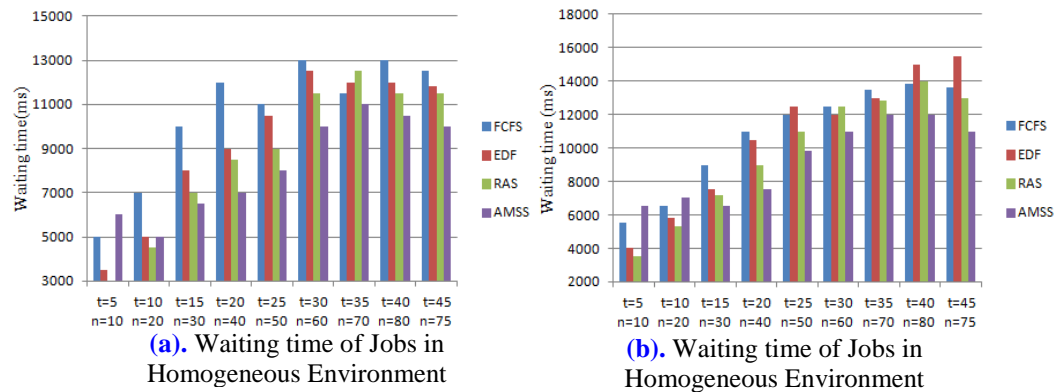 15000
13000
11000
9000
7000
5000
3000
Waiting time(ms)
FCFS
EDF
RAS
AMSS
t=5 t=10 t=15 t=20 t=25 t=30 t=35 t=40 t=45
n=10 n=20 n=30 n=40 n=50 n=60 n=70 n=80 n=75
(a). Waiting time of Jobs in
Homogeneous Environment
18000
16000
14000
12000
10000
8000
6000
4000
2000
Waiting time (ms)
FCFS
EDF
RAS
AMSS
t=5 t=10 t=15 t=20 t=25 t=30 t=35 t=40 t=45
n=10 n=20 n=30 n=40 n=50 n=60 n=70 n=80 n=75
(b). Waiting time of Jobs in
Homogeneous Environment